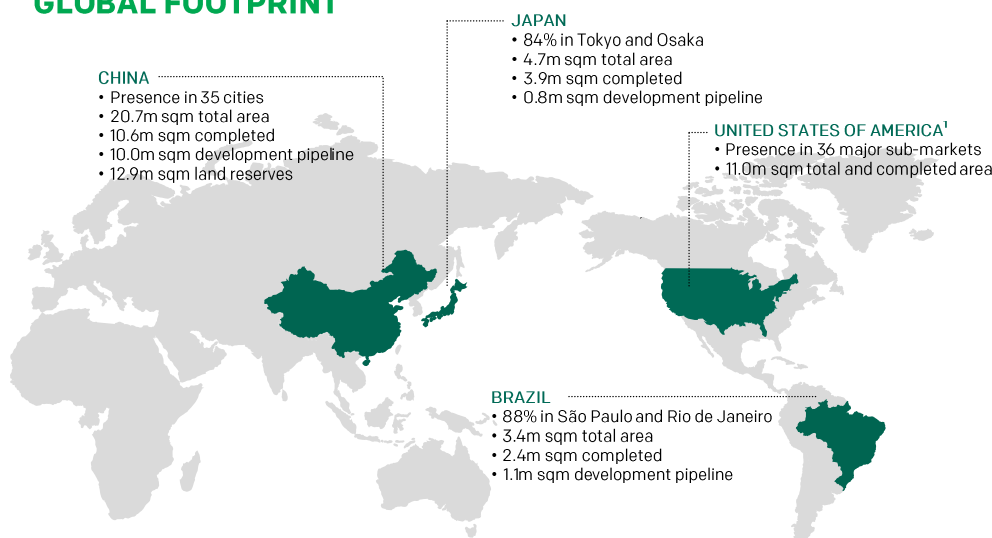 GLOBAL FOOTPRINT
JAPAN
• 84% in Tokyo and Osaka
• 4.7m sqm total area
• 3.9m sqm completed
• 0.8m sqm development pipeline
CHINA
• Presence in 35 cities
• 20.7m sqm total area
• 10.6m sqm completed
• 10.0m sqm development pipeline
• 12.9m sqm land reserves
UNITED STATES OF AMERICA¹
• Presence in 36 major sub-markets
• 11.0m sqm total and completed area
BRAZIL
• 88% in São Paulo and Rio de Janeiro
• 3.4m sqm total area
• 2.4m sqm completed
• 1.1m sqm development pipeline